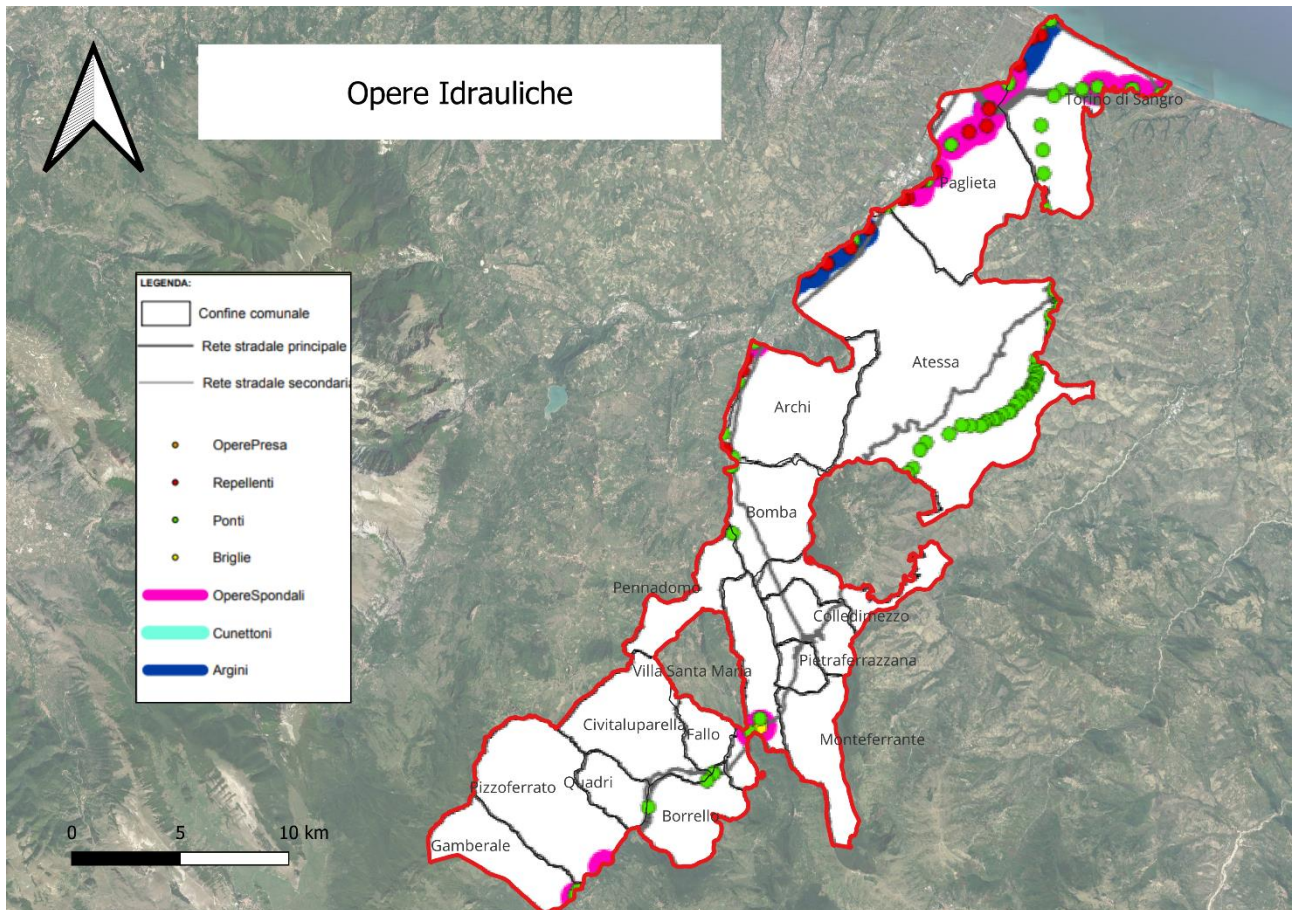 Opere Idrauliche
Torino di Sangro
Paglieta
LEGENDA:
Confine comunale
Rete stradale principale
Rete stradale secondaria
OperePresa
Repellenti
Ponti
Briglie
OpereSpondali
Cunettoni
Argini
Atessa
Archi
Bomba
Pennadomo
Colledimezzo
Pietraferrazzana
Villa Santa Maria
Civitaluparella
Fallo
Monteferrante
Quadri
Pizzoferrato
Borrello
Gamberale
0 5 10 km